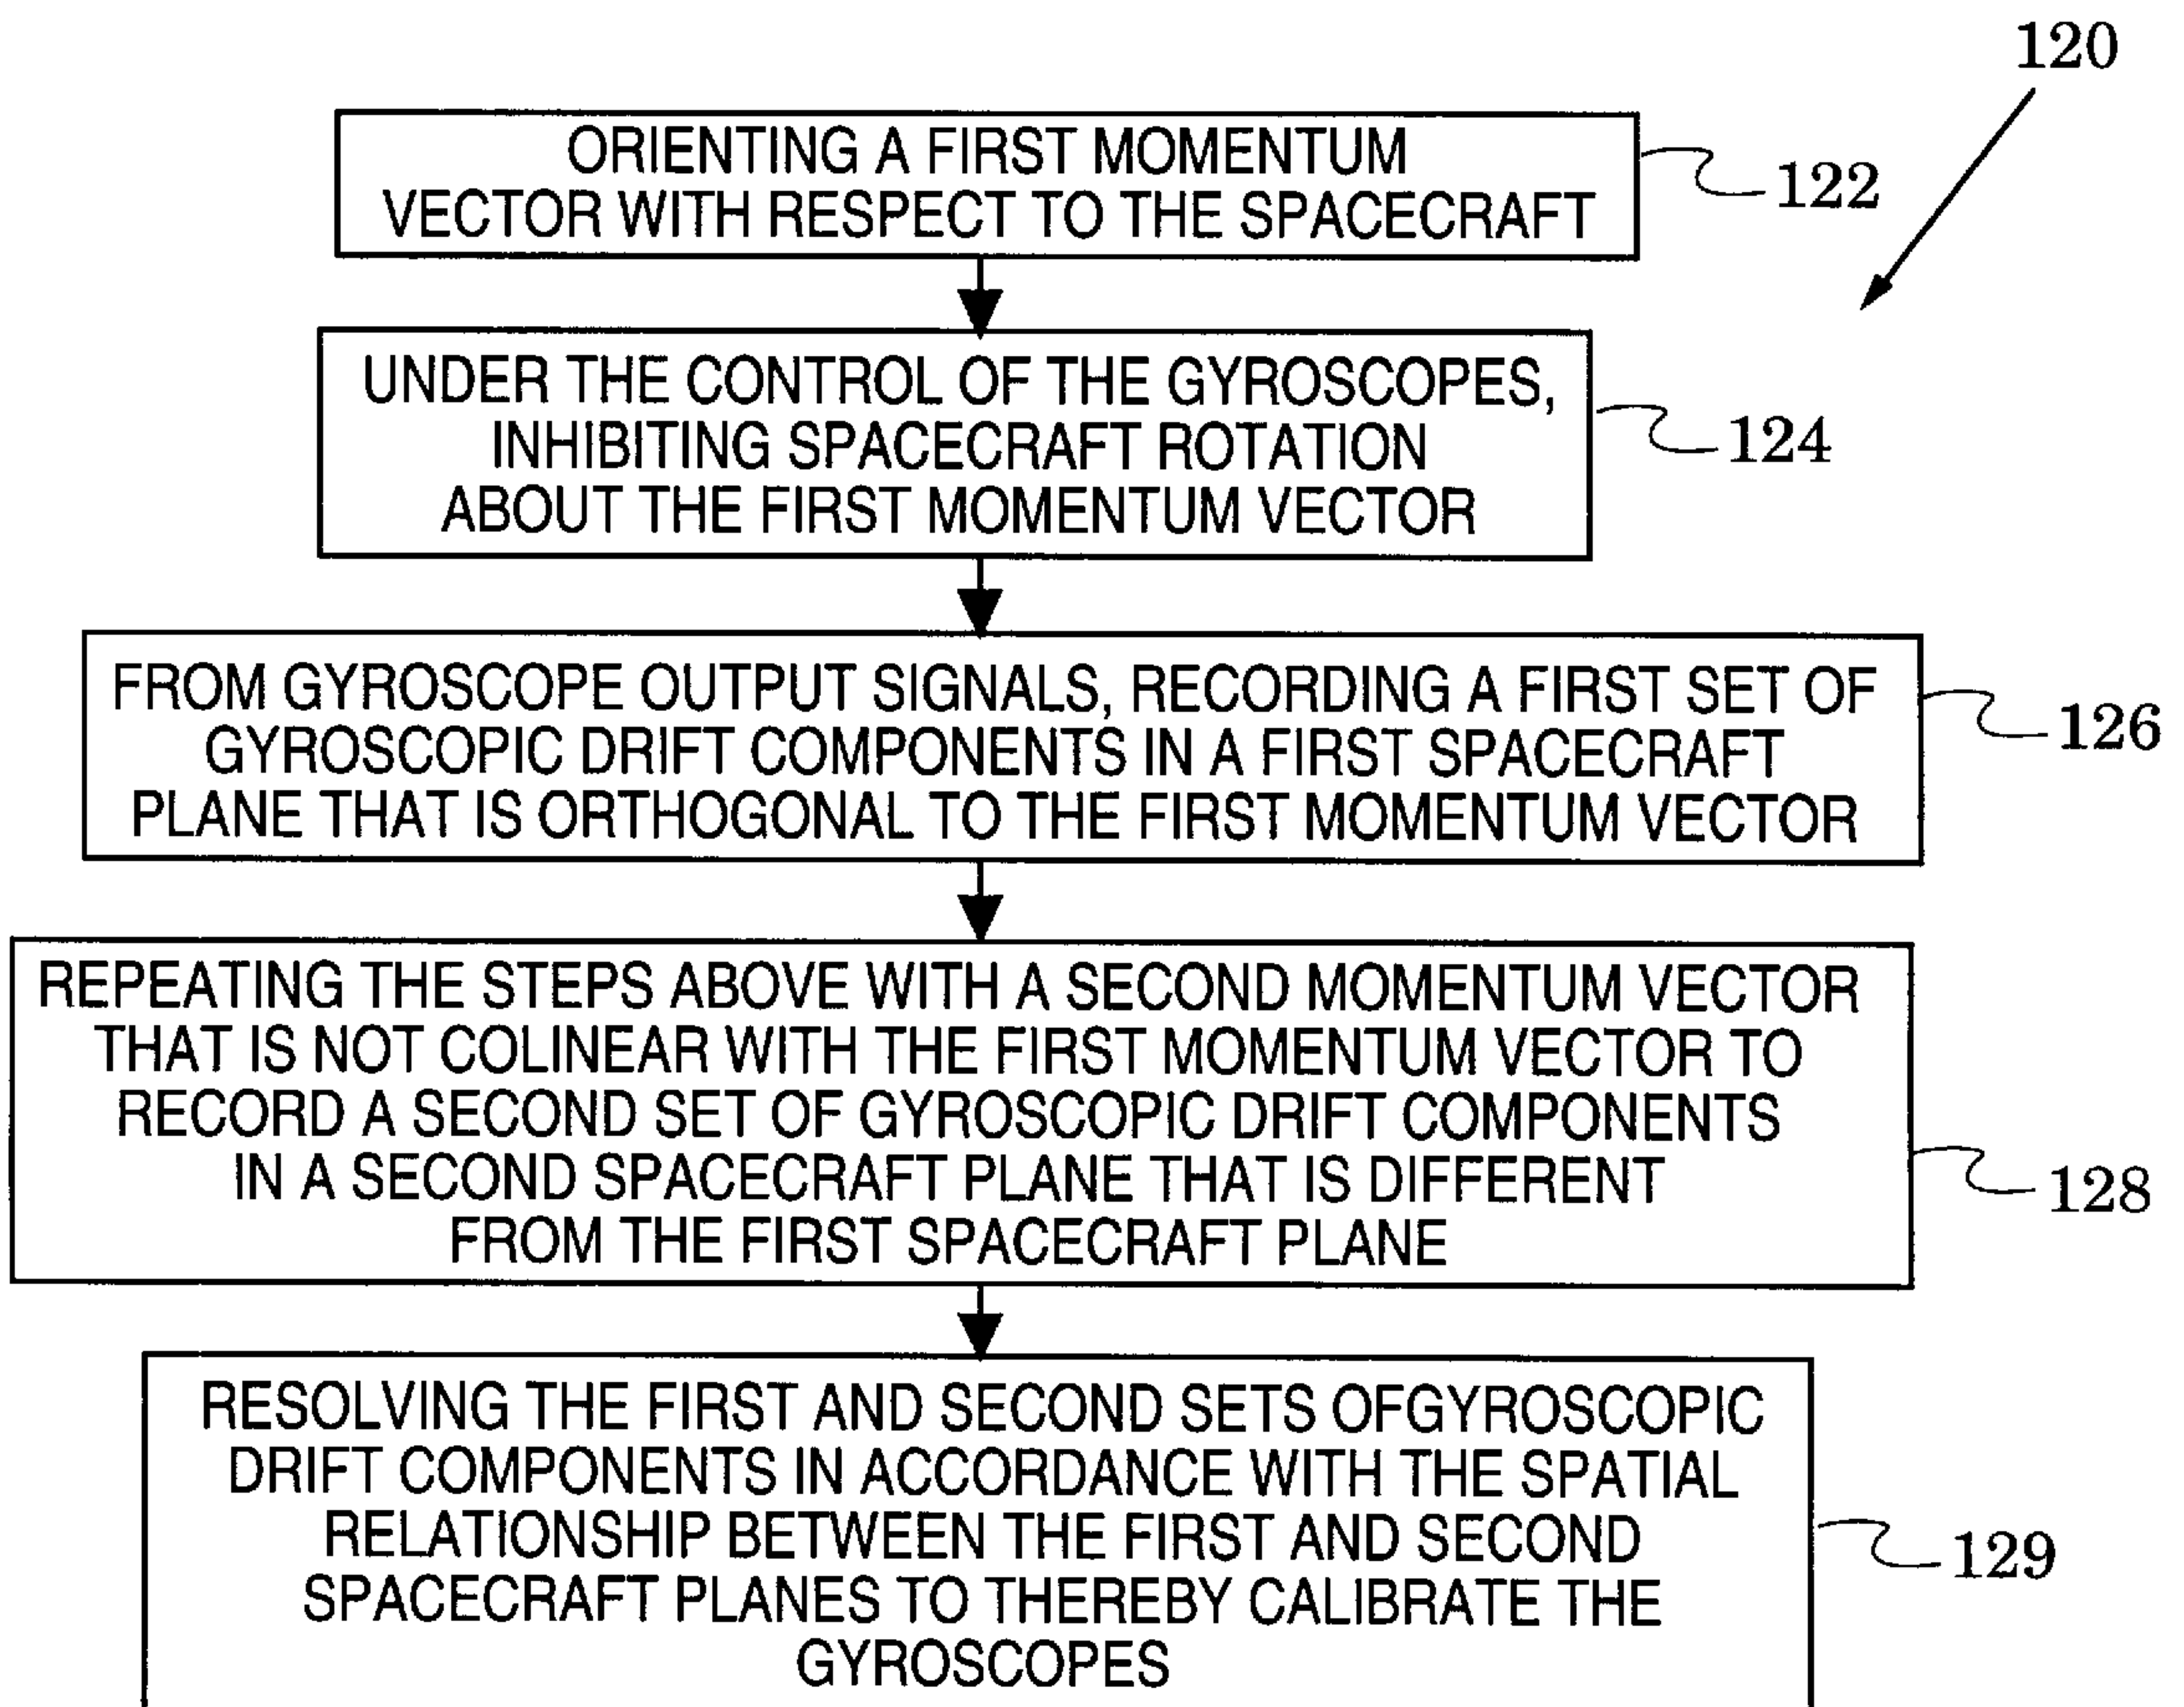 120
ORIENTING A FIRST MOMENTUM
VECTOR WITH RESPECT TO THE SPACECRAFT
122
UNDER THE CONTROL OF THE GYROSCOPES,
INHIBITING SPACECRAFT ROTATION
ABOUT THE FIRST MOMENTUM VECTOR
124
FROM GYROSCOPE OUTPUT SIGNALS, RECORDING A FIRST SET OF
GYROSCOPIC DRIFT COMPONENTS IN A FIRST SPACECRAFT
PLANE THAT IS ORTHOGONAL TO THE FIRST MOMENTUM VECTOR
126
REPEATING THE STEPS ABOVE WITH A SECOND MOMENTUM VECTOR
THAT IS NOT COLINEAR WITH THE FIRST MOMENTUM VECTOR TO
RECORD A SECOND SET OF GYROSCOPIC DRIFT COMPONENTS
IN A SECOND SPACECRAFT PLANE THAT IS DIFFERENT
FROM THE FIRST SPACECRAFT PLANE
128
RESOLVING THE FIRST AND SECOND SETS OFGYROSCOPIC
DRIFT COMPONENTS IN ACCORDANCE WITH THE SPATIAL
RELATIONSHIP BETWEEN THE FIRST AND SECOND
SPACECRAFT PLANES TO THEREBY CALIBRATE THE
GYROSCOPES
129